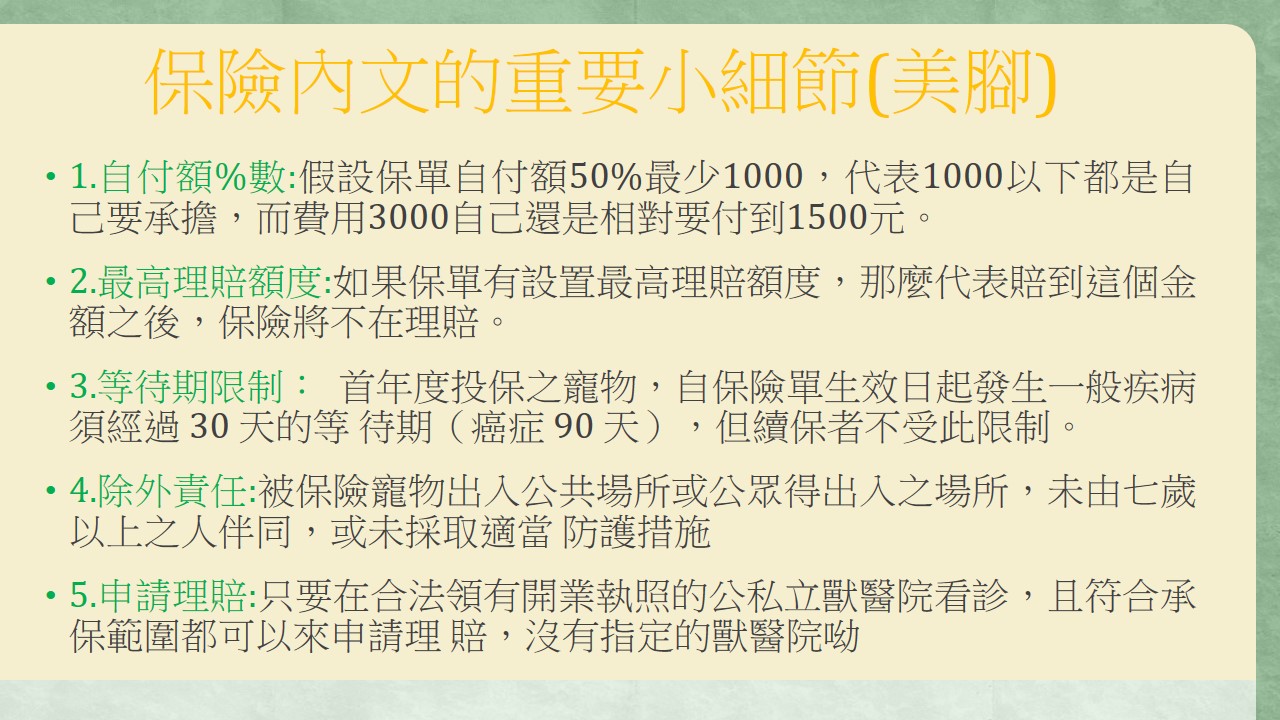 保險內文的重要小細節(美腳)
• 1.自付額%數:假設保單自付額50%最少1000，代表1000以下都是自
己要承擔，而費用3000自己還是相對要付到1500元。
• 2.最高理賠額度:如果保單有設置最高理賠額度，那麼代表賠到這個金
額之後，保險將不在理賠。
• 3.等待期限制： 首年度投保之寵物，自保險單生效日起發生一般疾病
須經過 30 天的等 待期（癌症 90 天），但續保者不受此限制。
• 4.除外責任:被保險寵物出入公共場所或公眾得出入之場所，未由七歲
以上之人伴同，或未採取適當 防護措施
• 5.申請理賠:只要在合法領有開業執照的公私立獸醫院看診，且符合承
保範圍都可以來申請理 賠，沒有指定的獸醫院呦